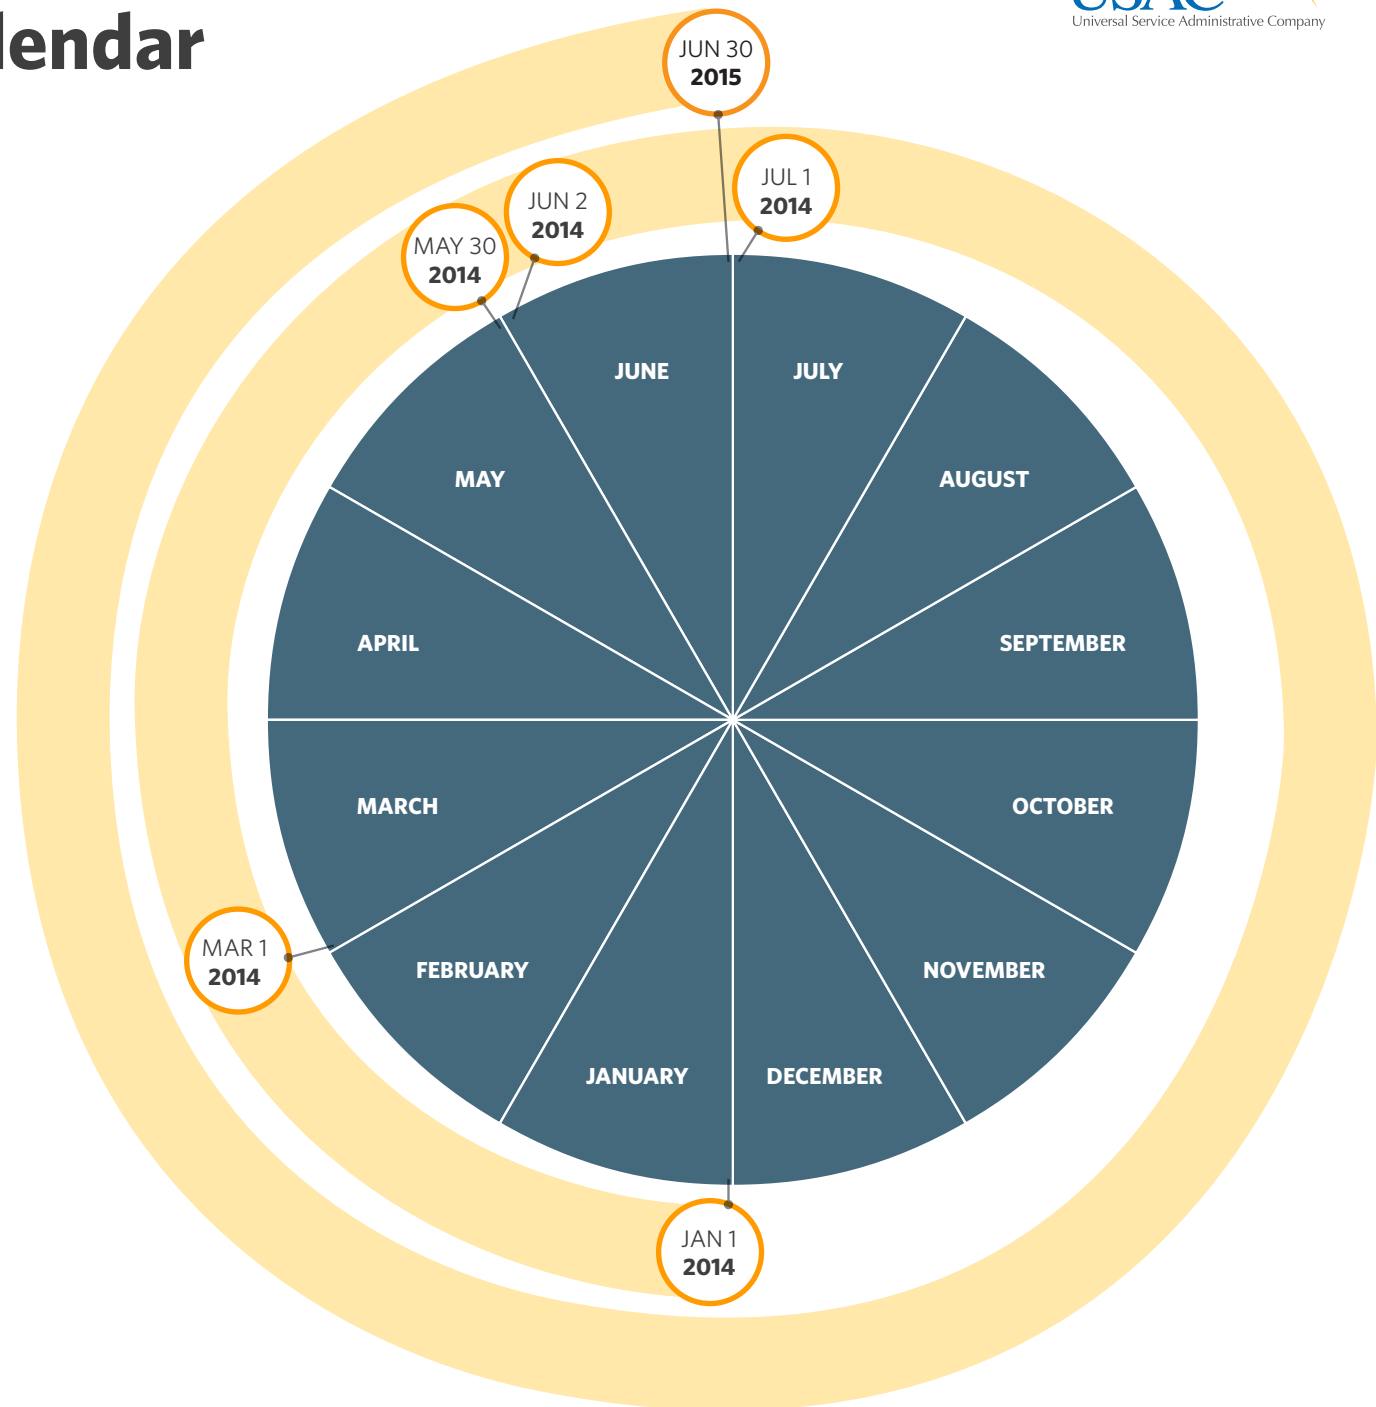 lendar
USAC
Universal Service Administrative Company
JUN 30
2015
JUL 1
2014
JUN 2
2014
MAY 30
2014
JUNE
JULY
MAY
AUGUST
APRIL
SEPTEMBER
MARCH
OCTOBER
MAR 1
2014
FEBRUARY
NOVEMBER
JANUARY
DECEMBER
JAN 1
2014